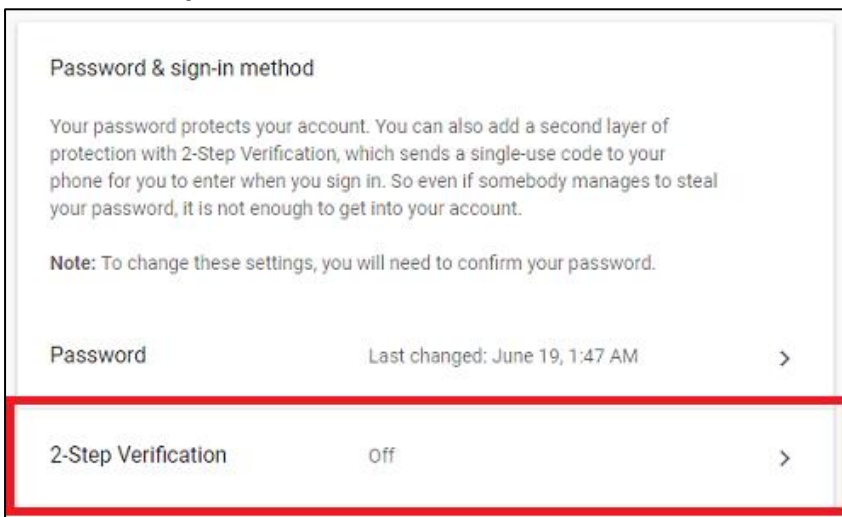 Password & sign-in method
Your password protects your account. You can also add a second layer of
protection with 2-Step Verification, which sends a single-use code to your
phone for you to enter when you sign in. So even if somebody manages to steal
your password, it is not enough to get into your account.
Note: To change these settings, you will need to confirm your password.
Password Last changed: June 19, 1:47 AM
2-Step Verification Off